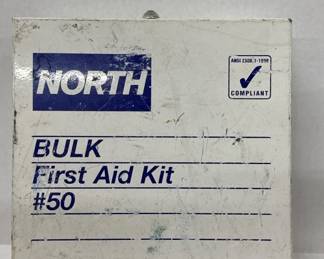 NORTH
ANSI Z308.1-1998
COMPLIANT
BULK
First Aid Kit
#50